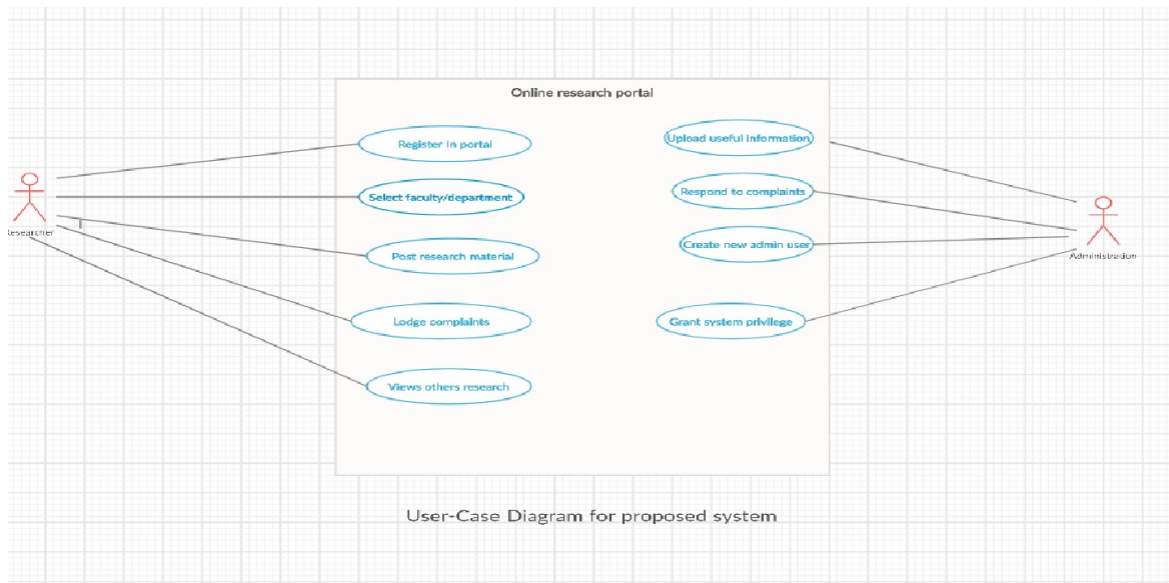 Online research portal
Register in portal
Select faculty/department
Post research material
Lodge complaints
Views others research
Upload useful information
Respond to complaints
Create new admin user
Grant system privilege
Researcher
Administration
User-Case Diagram for proposed system